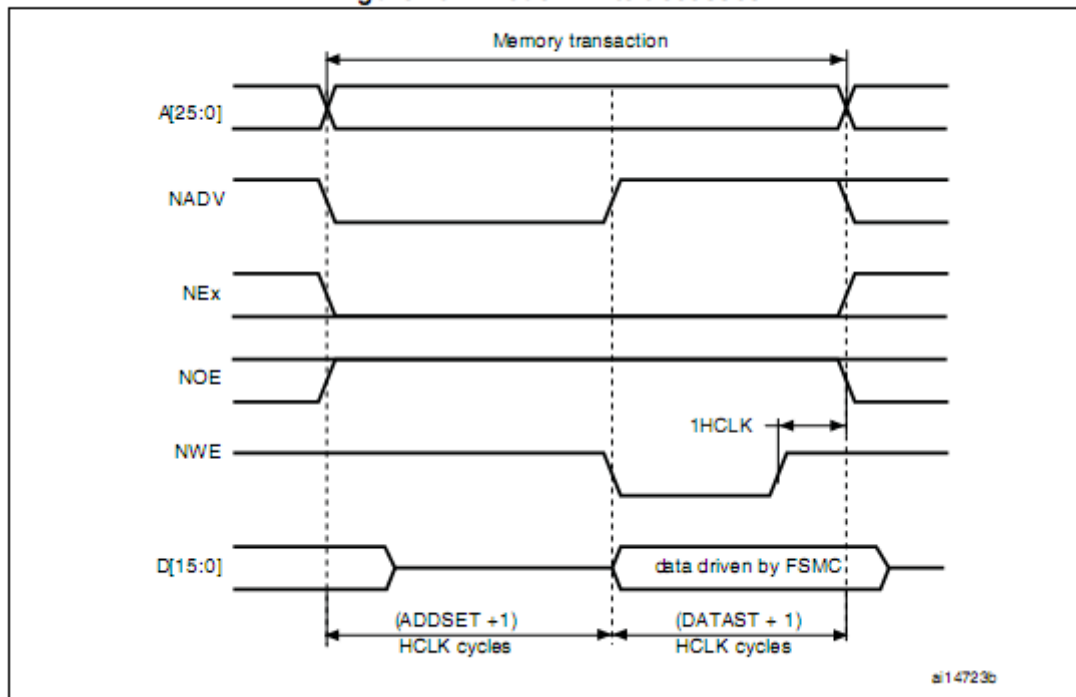 Memory transaction
A[25:0]
NADV
NEx
NOE
1HCLK
NWE
D[15:0]
data driven by FSMC
(ADDSET +1)
HCLK cycles
(DATAST + 1)
HCLK cycles
ai14723b